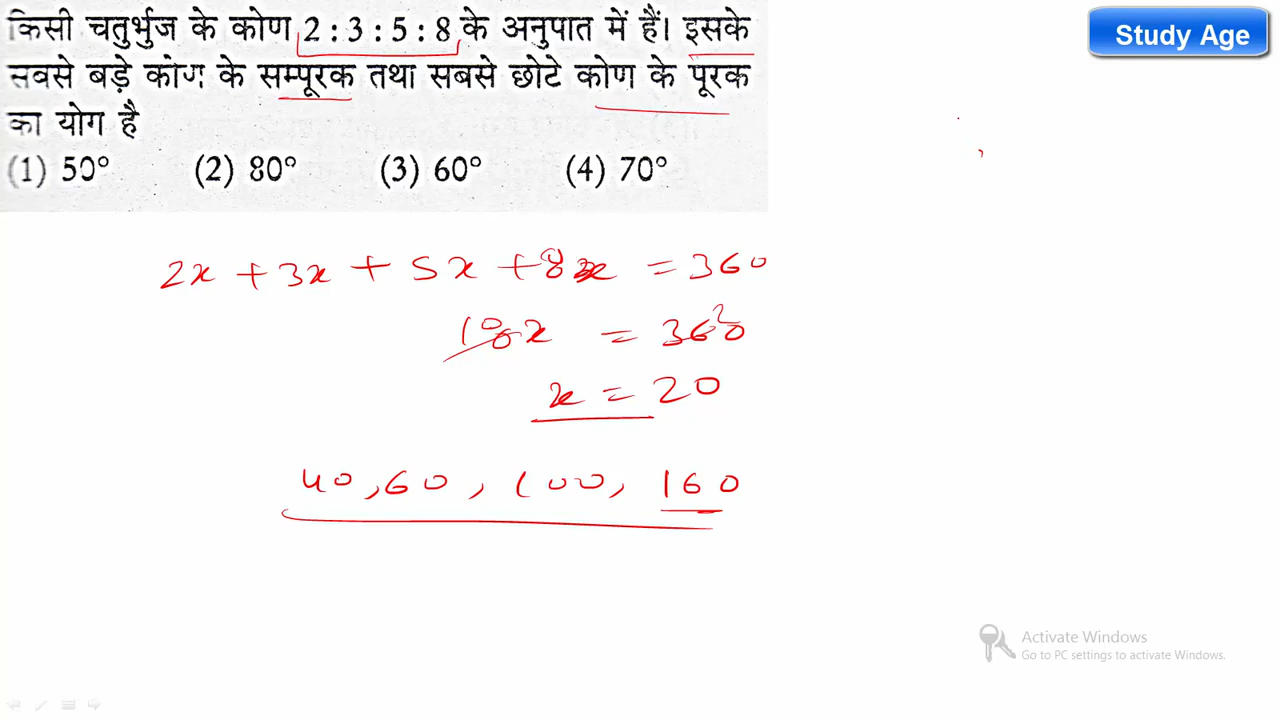 किसी चतुर्भुज के कोण 2 : 3 : 5 : 8 के अनुपात में हैं। इसके
सबसे बड़े कोण के सम्पूरक तथा सबसे छोटे कोण के पूरक
का योग है
(1) 50° (2) 80° (3) 60° (4) 70°
Study Age
2x + 3x + 5x + 8x = 360
18x = 360
x = 20
40, 60, 100, 160
Activate Windows
Go to PC settings to activate Windows.